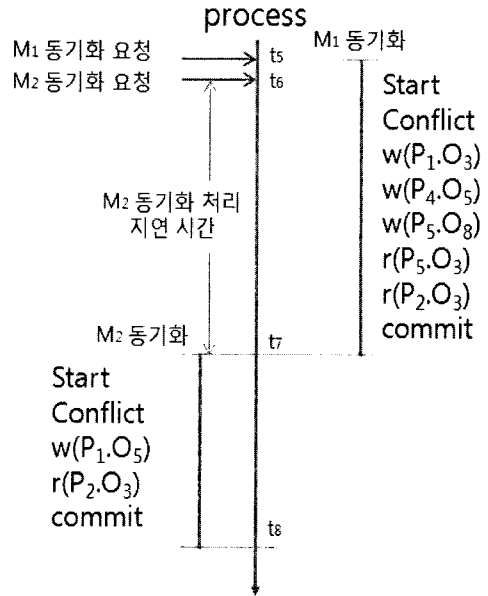 process
M₁ 동기화 요청
t₅
M₁ 동기화
M₂ 동기화 요청
t₆
Start
Conflict
w(P₁.O₃)
w(P₄.O₅)
w(P₅.O₈)
r(P₅.O₃)
r(P₂.O₃)
commit
M₂ 동기화 처리
지연 시간
M₂ 동기화
t₇
Start
Conflict
w(P₁.O₅)
r(P₂.O₃)
commit
t₈